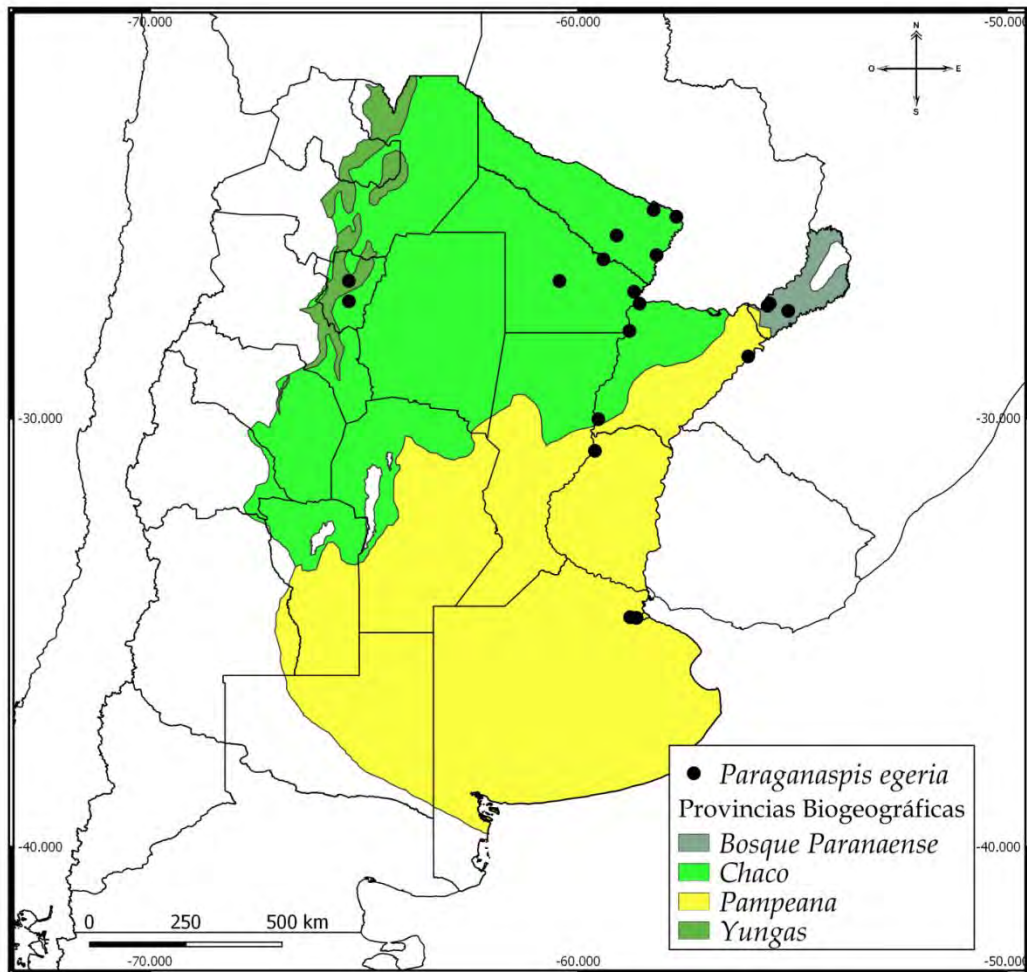 -70.000 -60.000 -50.000
N
O E
S
-30.000 -30.000
Paraganaspis egeria
Provincias Biogeográficas
Bosque Paranaense
Chaco
Pampeana
Yungas
-40.000 -40.000
0 250 500 km
-70.000 -60.000 -50.000